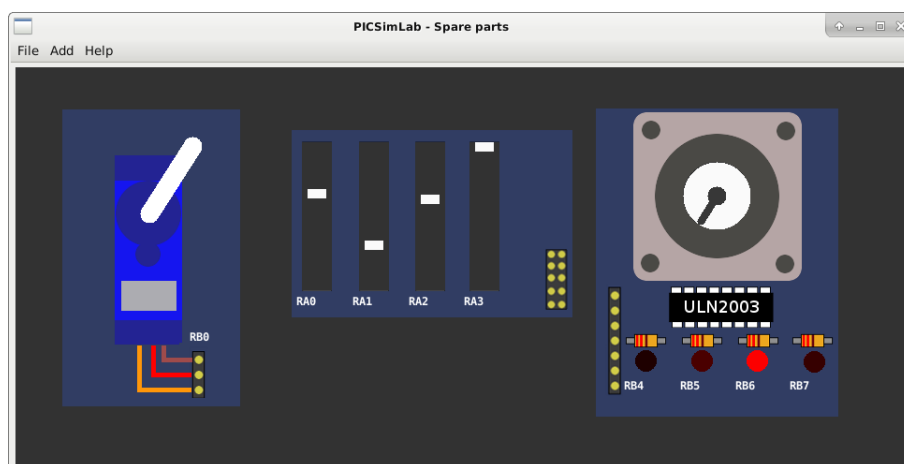 PICSimLab - Spare parts
File Add Help
RB0
RA0 RA1 RA2 RA3
ULN2003
RB4 RB5 RB6 RB7